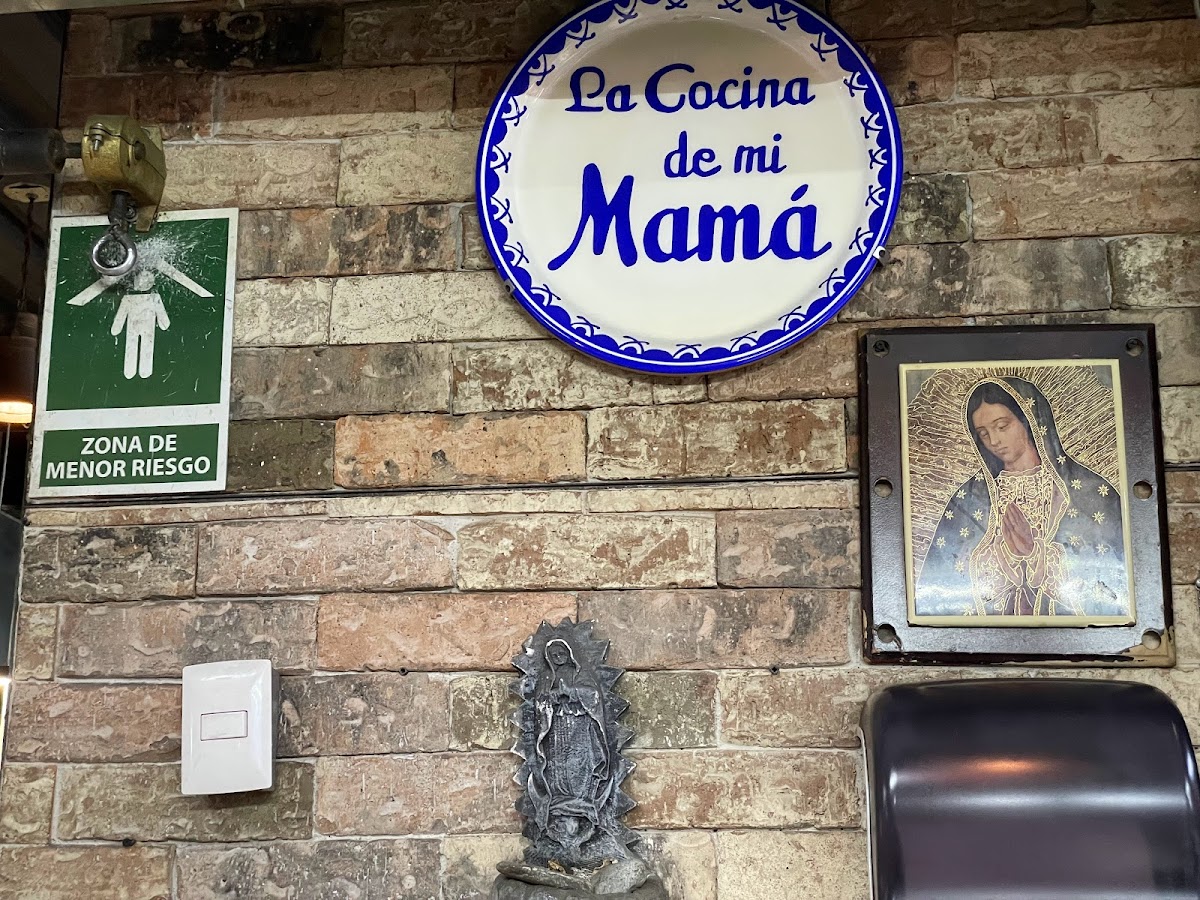 La Cocina
de mi
Mamá
ZONA DE
MENOR RIESGO